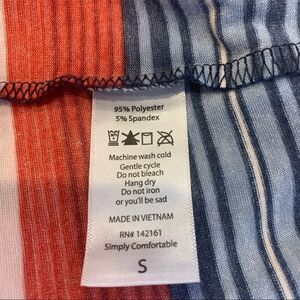 95% Polyester
5% Spandex
Machine wash cold
Gentle cycle
Do not bleach
Hang dry
Do not iron
or you'll be sad
MADE IN VIETNAM
RN# 142161
Simply Comfortable
S